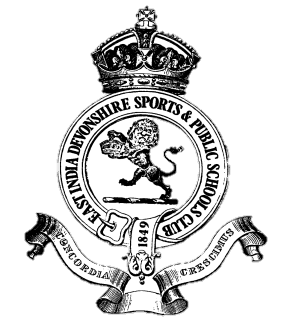 EAST INDIA DEVONSHIRE SPORTS & PUBLIC SCHOOLS CLUB
1849
CONCORDIA CRESCIMUS